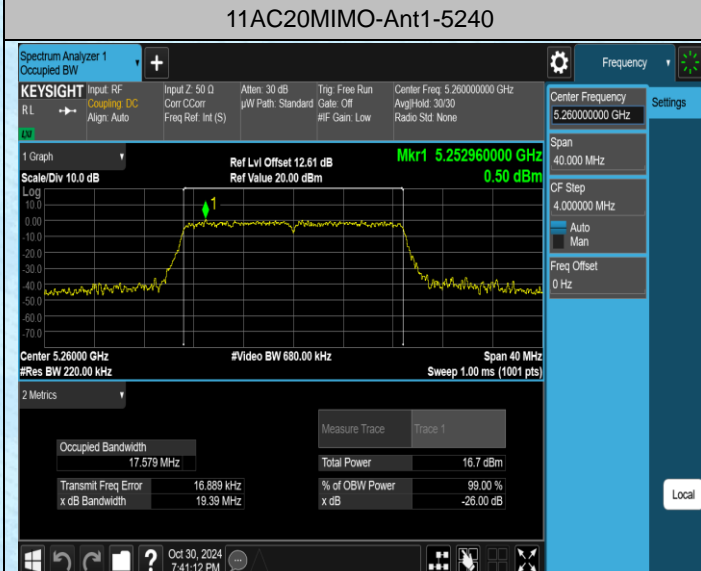 11AC20MIMO-Ant1-5240
Spectrum Analyzer 1
Occupied BW
Frequency
KEYSIGHT
RL
Input: RF
Coupling: DC
Align: Auto
Input Z: 50 Ω
Corr CCorr
Freq Ref: Int (S)
Atten: 30 dB
µW Path: Standard
Trig: Free Run
Gate: Off
#IF Gain: Low
Center Freq: 5.260000000 GHz
Avg|Hold: 30/30
Radio Std: None
LXI
1 Graph
Scale/Div 10.0 dB
Log
Ref Lvl Offset 12.61 dB
Ref Value 20.00 dBm
Mkr1 5.252960000 GHz
0.50 dBm
1
10.0
0.00
-10.0
-20.0
-30.0
-40.0
-50.0
-60.0
-70.0
Center 5.26000 GHz
#Res BW 220.00 kHz
#Video BW 680.00 kHz
Span 40 MHz
Sweep 1.00 ms (1001 pts)
2 Metrics
Measure Trace
Trace 1
Occupied Bandwidth
17.579 MHz
Total Power
16.7 dBm
Transmit Freq Error
16.889 kHz
% of OBW Power
99.00 %
x dB Bandwidth
19.39 MHz
x dB
-26.00 dB
Center Frequency
5.260000000 GHz
Settings
Span
40.000 MHz
CF Step
4.000000 MHz
Auto
Man
Freq Offset
0 Hz
Local
?
Oct 30, 2024
7:41:12 PM